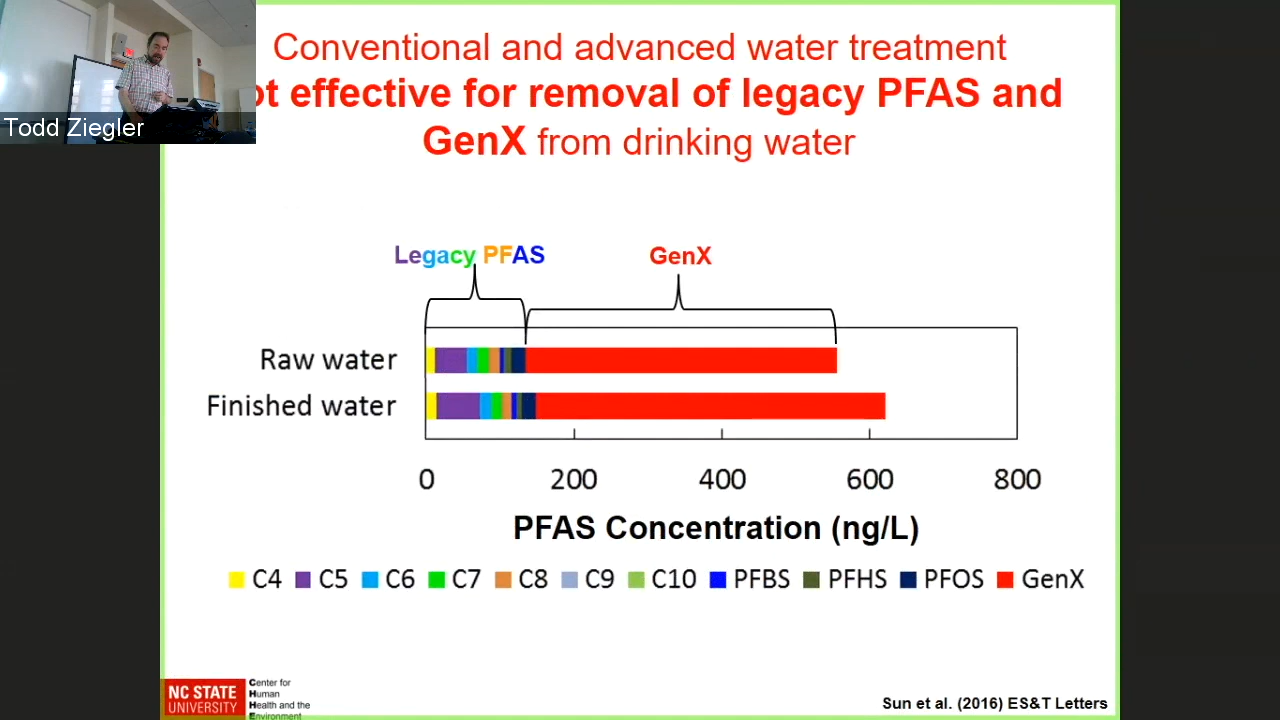 Conventional and advanced water treatment
ot effective for removal of legacy PFAS and
GenX from drinking water
Todd Ziegler
Legacy PFAS
GenX
Raw water
Finished water
0 200 400 600 800
PFAS Concentration (ng/L)
C4 C5 C6 C7 C8 C9 C10 PFBS PFHS PFOS GenX
NC STATE
UNIVERSITY
Center for
Human
Health and the
Environment
Sun et al. (2016) ES&T Letters